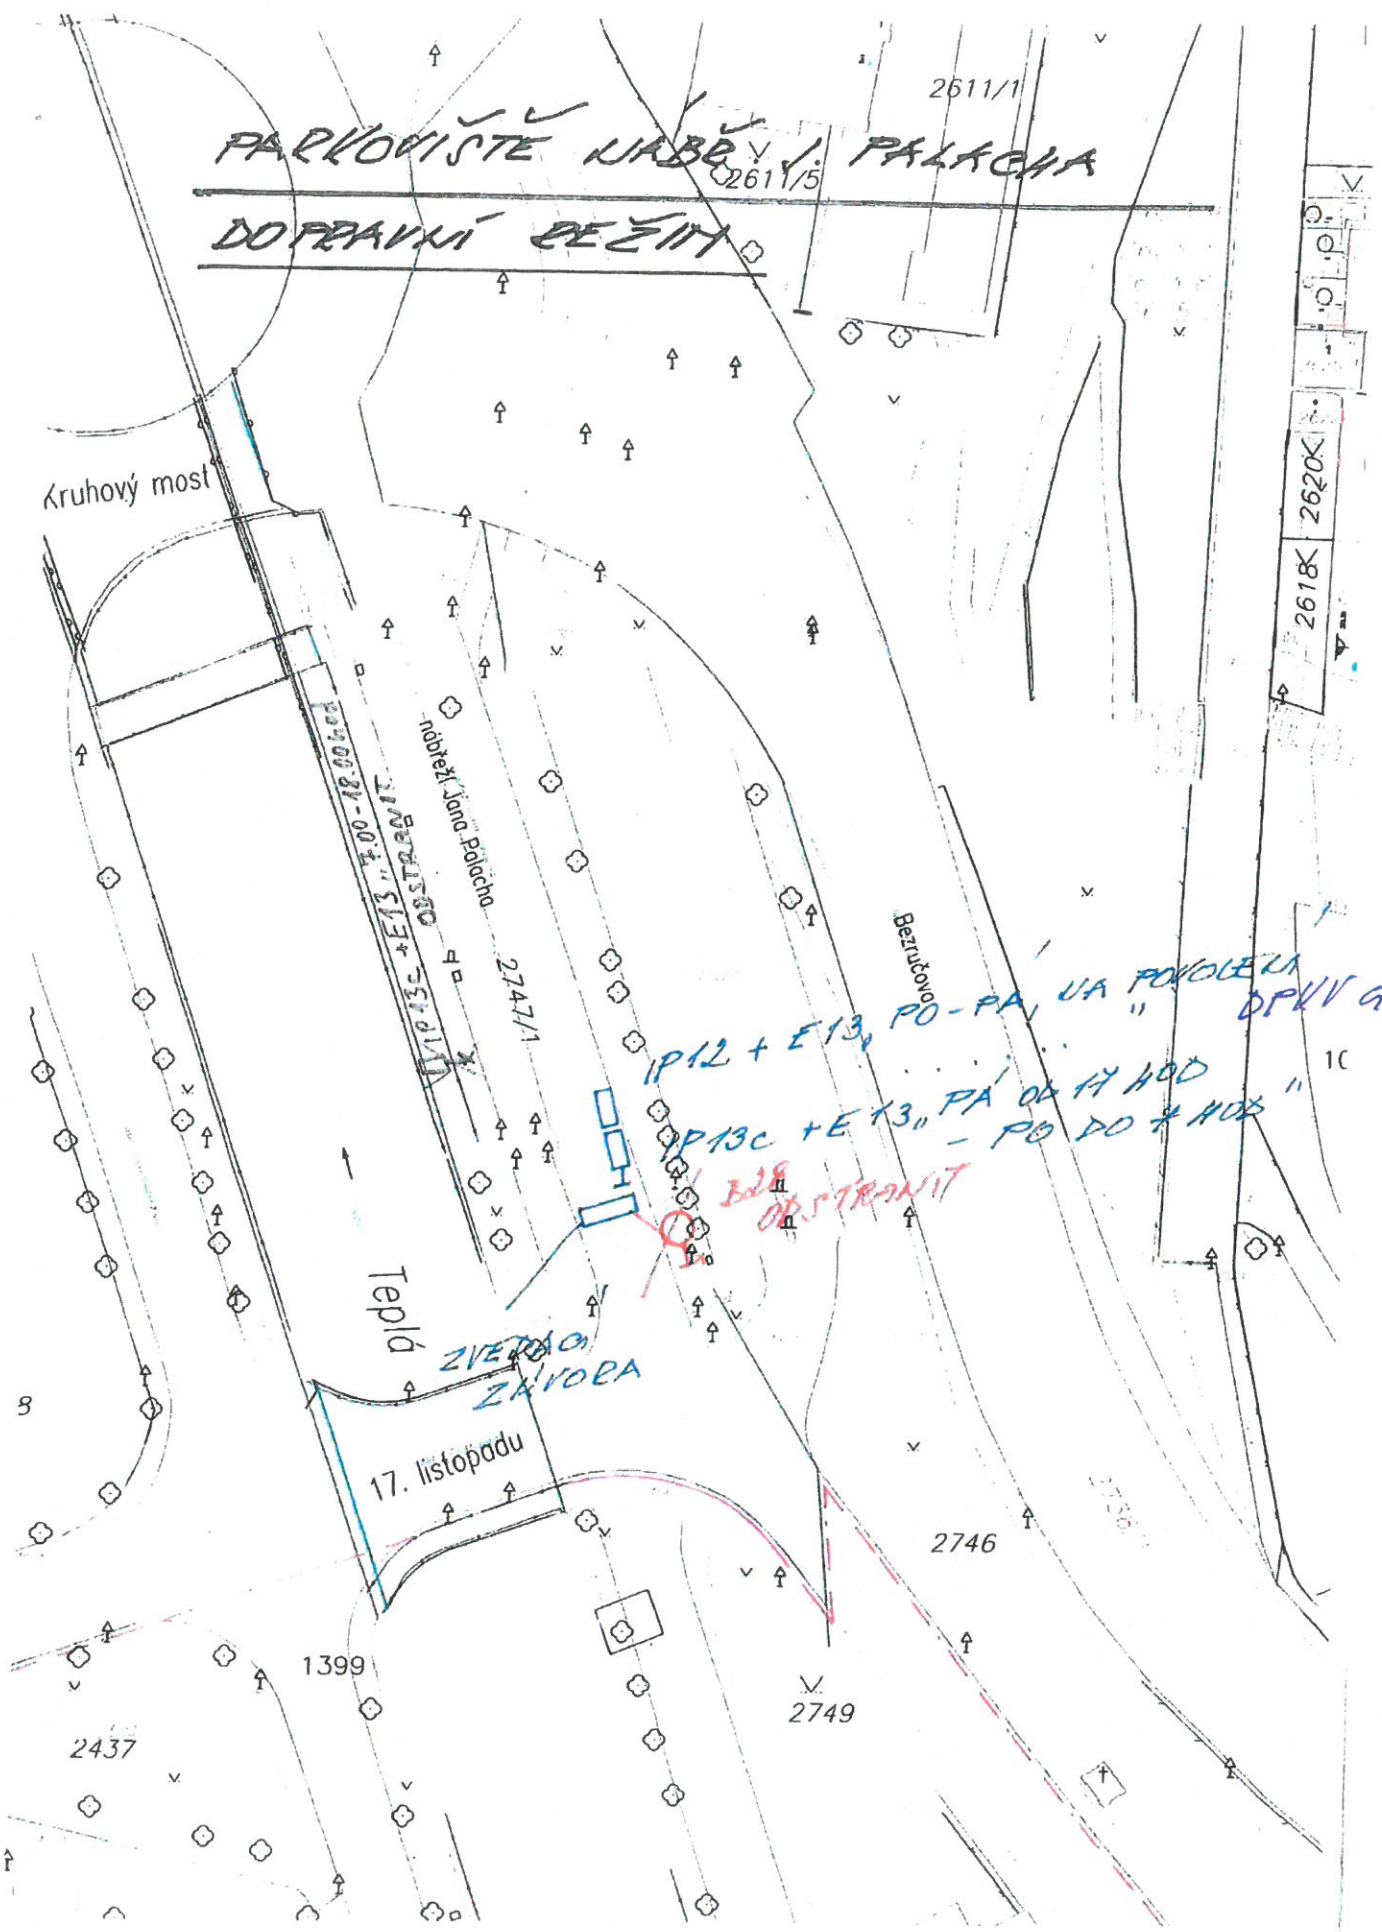 2611/1
PARKOVIŠTĚ NÁBŘ. J. PALACHA
2611/5
DOPRAVNÍ REŽIM
Kruhový most
2620
2618
IP13c + E13 „7.00-18.00 hod
ODSTRANIT
nábřeží Jana Palacha
2747/1
Bezručova
IP12 + E13 „PO-PÁ, NA POVOLENÍ
DPKV
10
IP13c + E13 „PÁ OD 17 HOD
- PO DO 7 HOD "
B28
ODSTRANIT
Teplá
ZVEDACÍ
ZÁVORA
8
17. listopadu
2746
1399
2749
2437